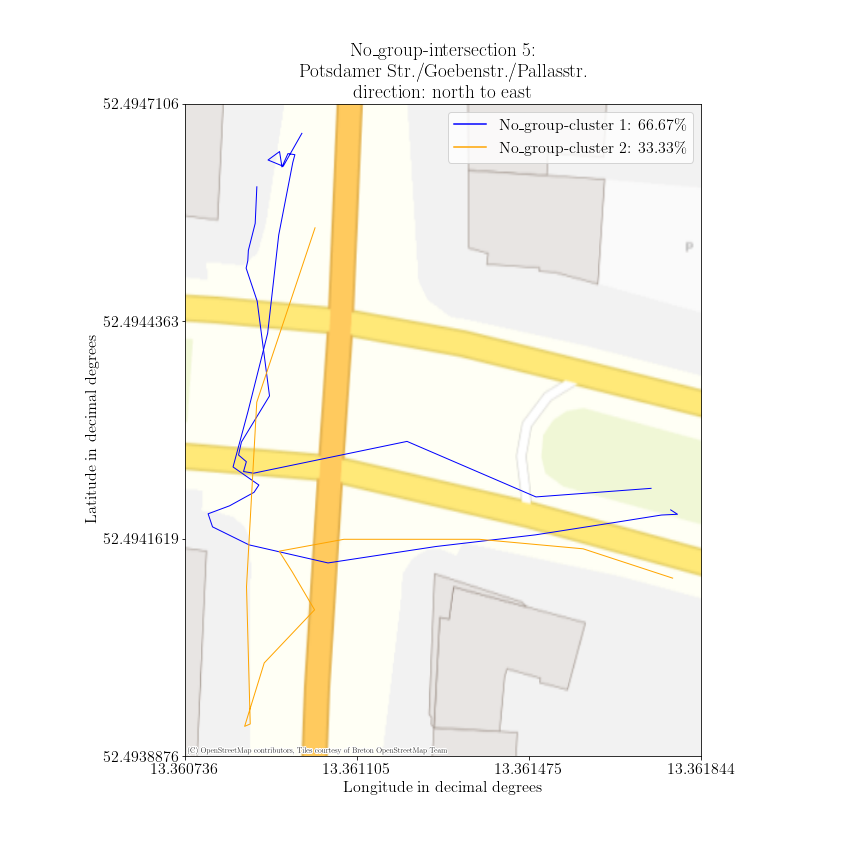 No_group-intersection 5:
Potsdamer Str./Goebenstr./Pallasstr.
direction: north to east
52.4947106
No_group-cluster 1: 66.67%
No_group-cluster 2: 33.33%
P
52.4944363
Latitude in decimal degrees
52.4941619
52.4938876
(C) OpenStreetMap contributors, Tiles courtesy of Breton OpenStreetMap Team
13.360736
13.361105
13.361475
13.361844
Longitude in decimal degrees